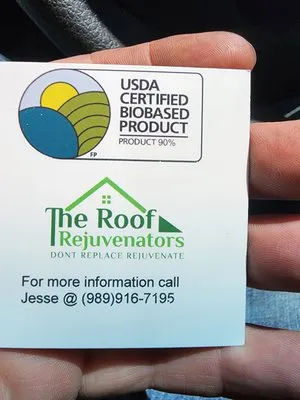 USDA
CERTIFIED
BIOBASED
PRODUCT
PRODUCT 90%
FP
The Roof
Rejuvenators
DONT REPLACE REJUVENATE
For more information call
Jesse @ (989)916-7195